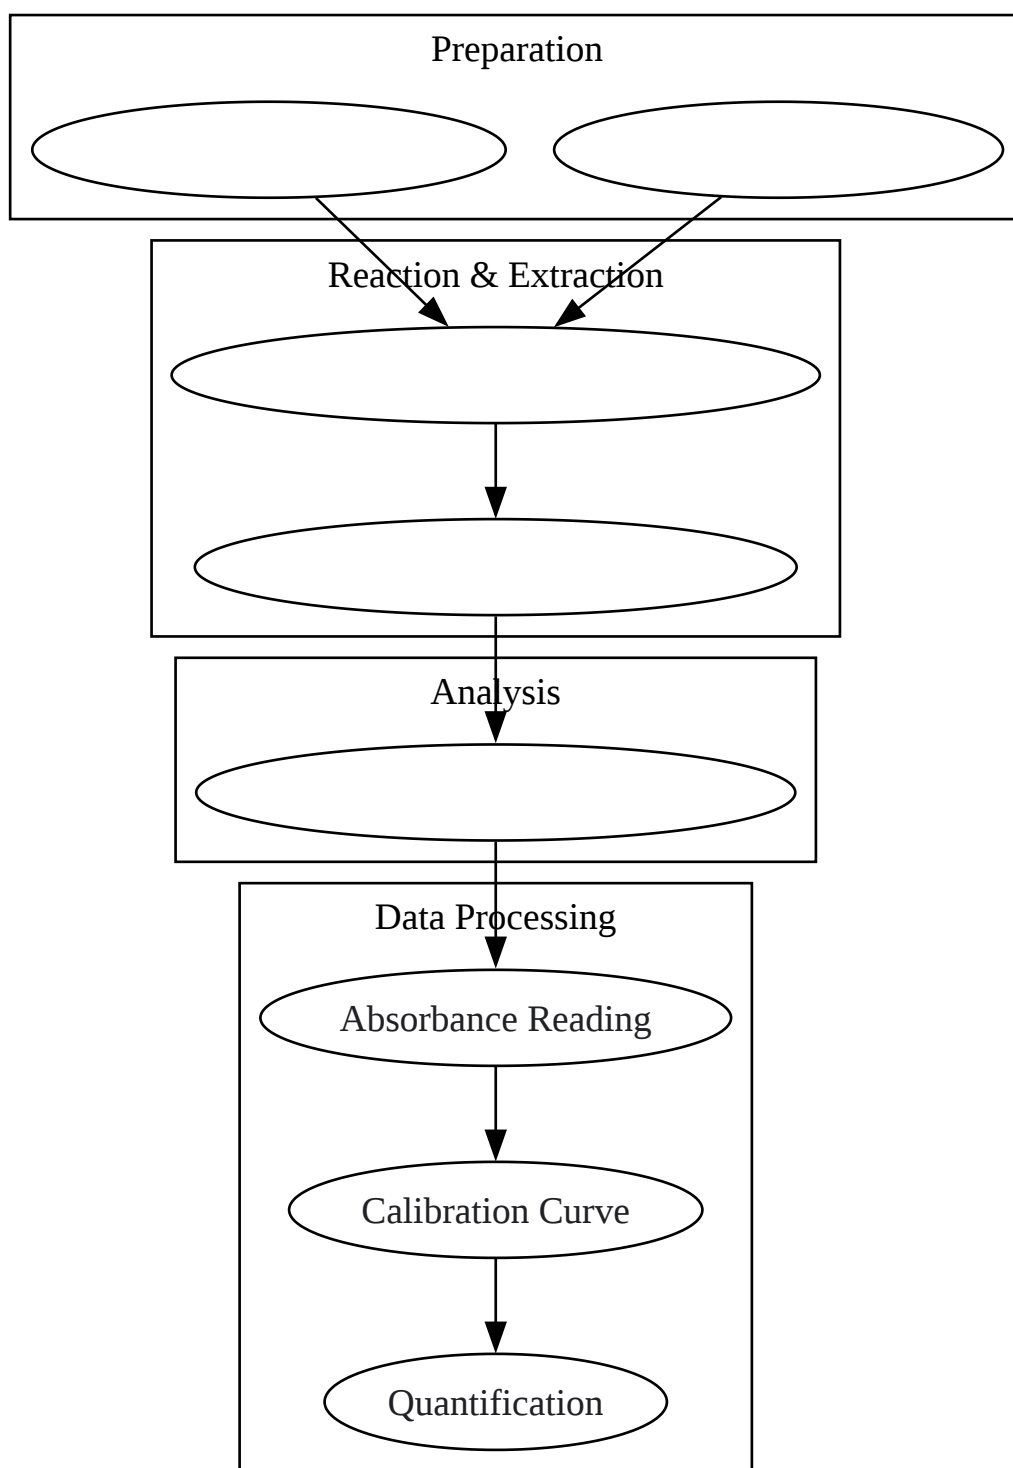 Preparation
Reaction & Extraction
Analysis
Data Processing
Absorbance Reading
Calibration Curve
Quantification